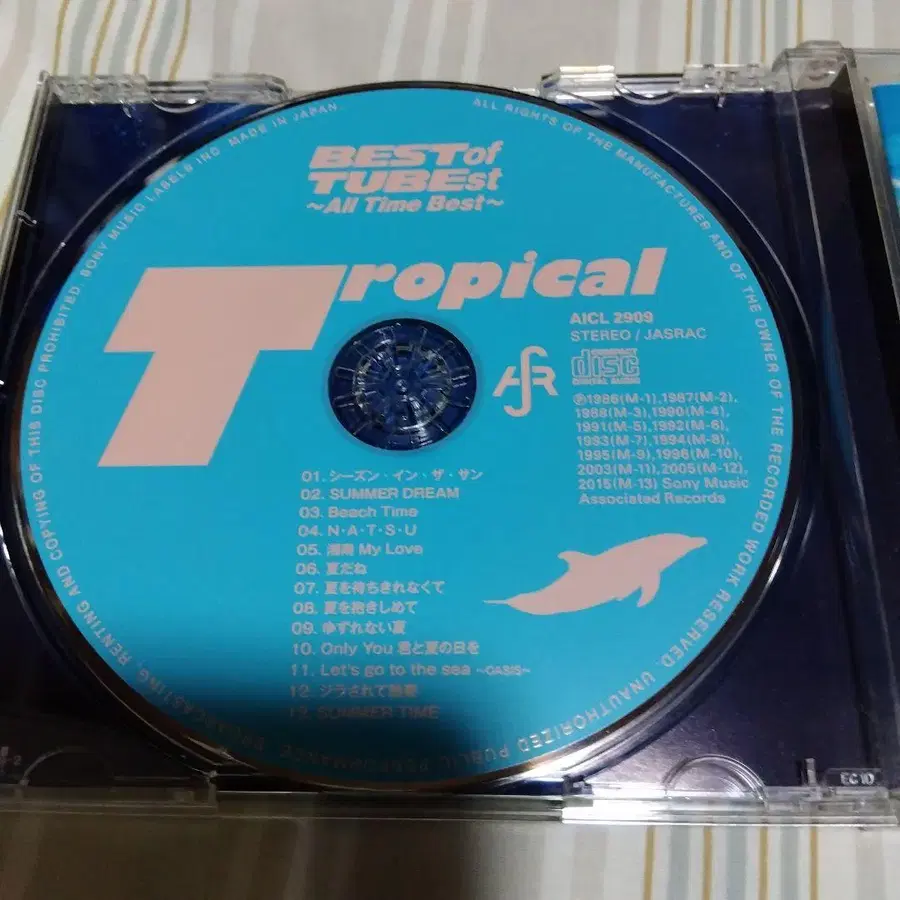 BEST of
TUBEst
~All Time Best~
Tropical
AICL 2909
STEREO / JASRAC
COMPACT
disc
DIGITAL AUDIO
℗1986(M-1),1987(M-2),
1988(M-3),1990(M-4),
1991(M-5),1992(M-6),
1993(M-7),1994(M-8),
1995(M-9),1996(M-10),
2003(M-11),2005(M-12),
2015(M-13) Sony Music
Associated Records
01. シーズン・イン・ザ・サン
02. SUMMER DREAM
03. Beach Time
04. N・A・T・S・U
05. 湘南 My Love
06. 夏だね
07. 夏を待ちきれなくて
08. 夏を抱きしめて
09. ゆずれない夏
10. Only You 君と夏の日を
11. Let's go to the sea ~OASIS~
12. ジラされて
13. SUMMER TIME
ALL RIGHTS OF THE MANUFACTURER AND OF THE OWNER OF THE RECORDED WORK RESERVED. UNAUTHORIZED PUBLIC PERFORMANCE BROADCASTING, RENTING AND COPYING OF THIS DISC PROHIBITED. SONY MUSIC LABELS INC. MADE IN JAPAN.
EC10